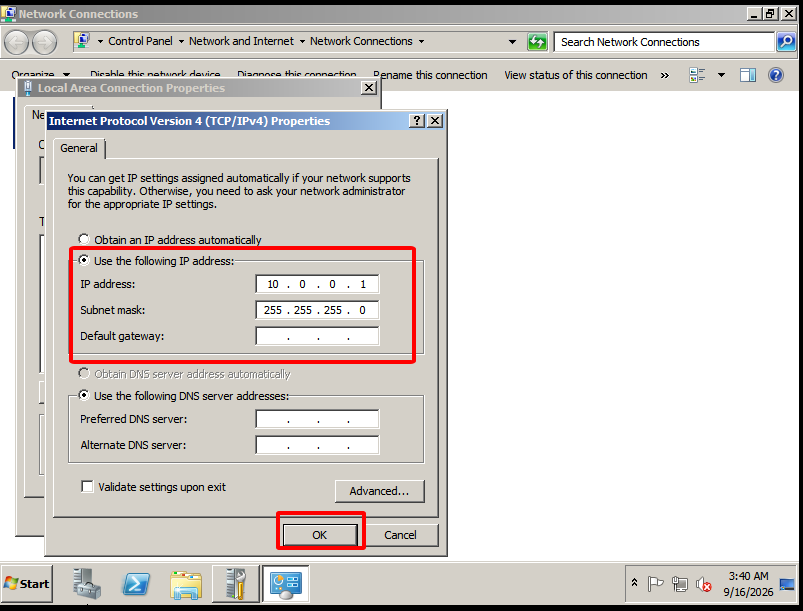 Network Connections
Control Panel Network and Internet Network Connections
Search Network Connections
Organize Disable this network device Diagnose this connection Rename this connection View status of this connection »
Local Area Connection Properties
Internet Protocol Version 4 (TCP/IPv4) Properties
General
You can get IP settings assigned automatically if your network supports
this capability. Otherwise, you need to ask your network administrator
for the appropriate IP settings.
Obtain an IP address automatically
Use the following IP address:
IP address: 10 . 0 . 0 . 1
Subnet mask: 255 . 255 . 255 . 0
Default gateway: . . .
Obtain DNS server address automatically
Use the following DNS server addresses:
Preferred DNS server: . . .
Alternate DNS server: . . .
Validate settings upon exit
Advanced...
OK Cancel
Start
3:40 AM
9/16/2026